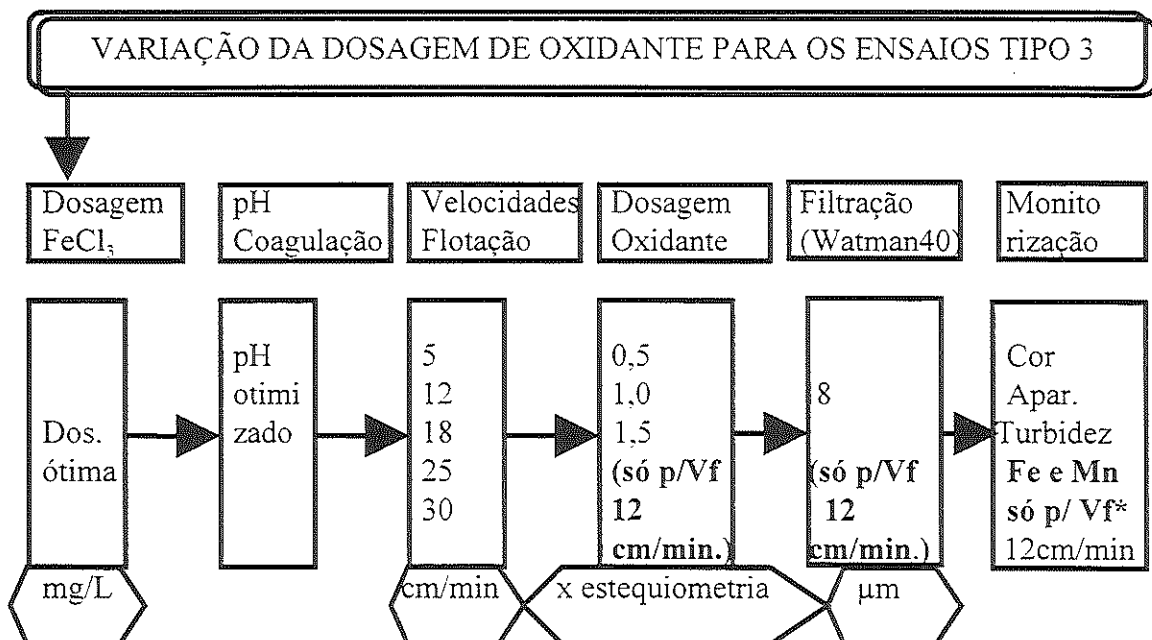 VARIAÇÃO DA DOSAGEM DE OXIDANTE PARA OS ENSAIOS TIPO 3
Dosagem
FeCl₃
pH
Coagulação
Velocidades
Flotação
Dosagem
Oxidante
Filtração
(Watman40)
Monito
rização
Dos.
ótima
pH
otimi
zado
5
12
18
25
30
0,5
1,0
1,5
(só p/Vf
12
cm/min.)
8
(só p/Vf
12
cm/min.)
Cor
Apar.
Turbidez
Fe e Mn
só p/ Vf*
12cm/min
mg/L
cm/min
x estequiometria
µm